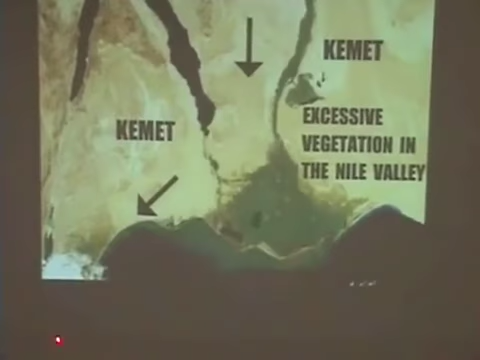 KEMET
EXCESSIVE
VEGETATION IN
THE NILE VALLEY
KEMET